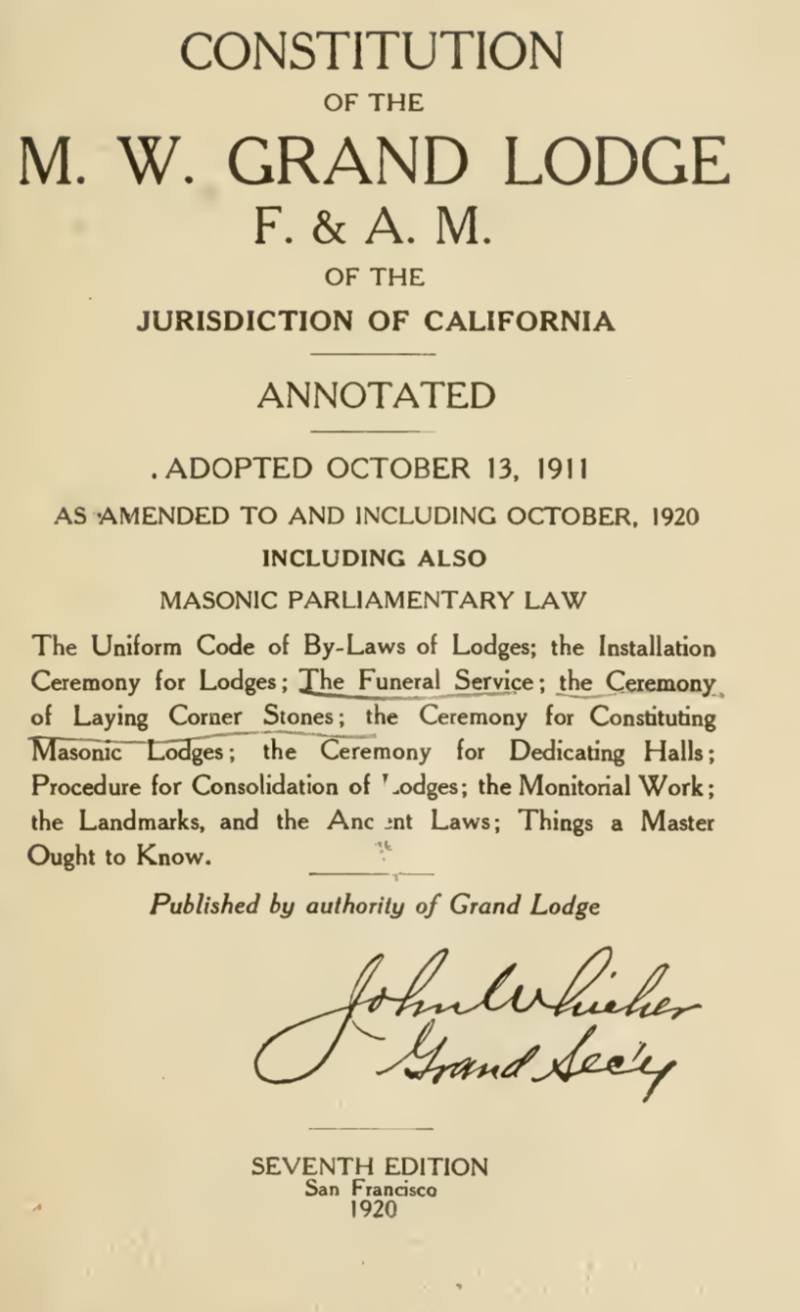 CONSTITUTION
OF THE
M. W. GRAND LODGE
F. & A. M.
OF THE
JURISDICTION OF CALIFORNIA
ANNOTATED
. ADOPTED OCTOBER 13, 1911
AS AMENDED TO AND INCLUDING OCTOBER, 1920
INCLUDING ALSO
MASONIC PARLIAMENTARY LAW
The Uniform Code of By-Laws of Lodges; the Installation
Ceremony for Lodges; The Funeral Service; the Ceremony
of Laying Corner Stones; the Ceremony for Constituting
Masonic Lodges; the Ceremony for Dedicating Halls;
Procedure for Consolidation of Lodges; the Monitorial Work;
the Landmarks, and the Ancient Laws; Things a Master
Ought to Know.
Published by authority of Grand Lodge
John Whicher
Grand Sec'y
SEVENTH EDITION
San Francisco
1920